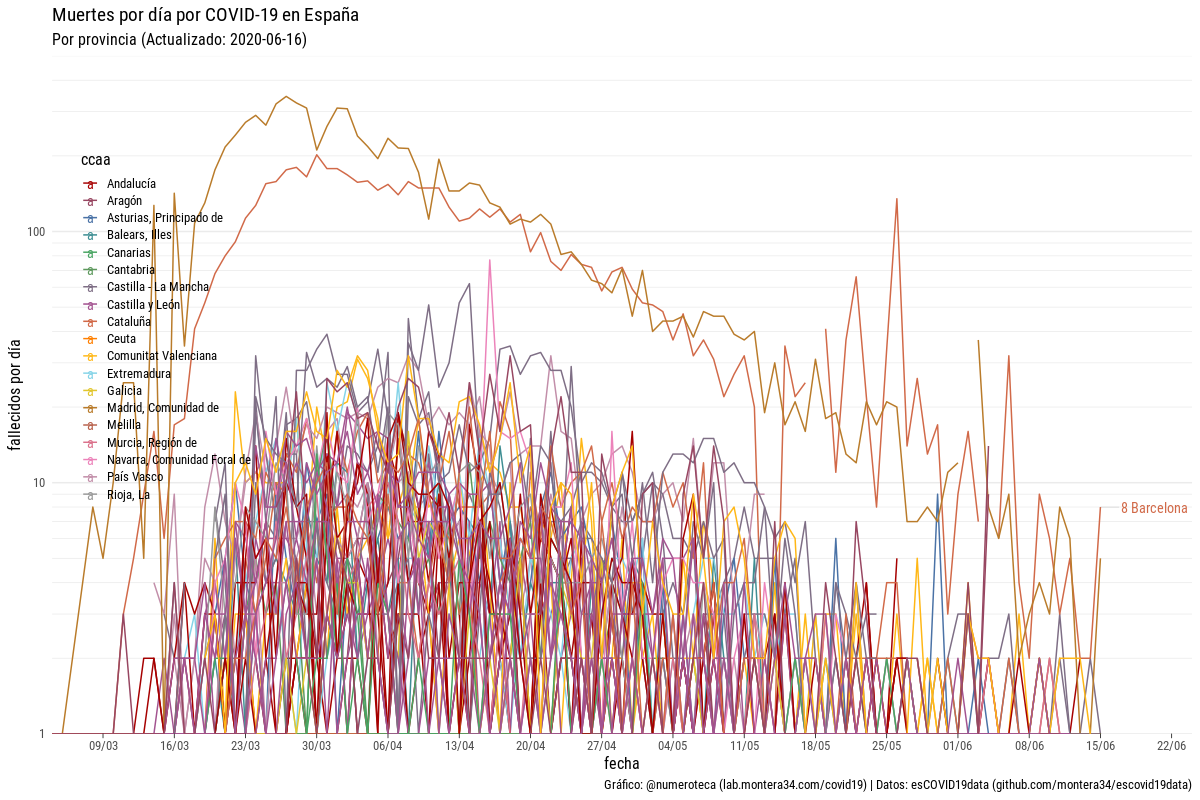 Muertes por día por COVID-19 en España
Por provincia (Actualizado: 2020-06-16)
ccaa
Andalucía
Aragón
Asturias, Principado de
Balears, Illes
Canarias
Cantabria
Castilla - La Mancha
Castilla y León
Cataluña
Ceuta
Comunitat Valenciana
Extremadura
Galicia
Madrid, Comunidad de
Melilla
Murcia, Región de
Navarra, Comunidad Foral de
País Vasco
Rioja, La
fallecidos por día
100
10
1
8 Barcelona
09/03 16/03 23/03 30/03 06/04 13/04 20/04 27/04 04/05 11/05 18/05 25/05 01/06 08/06 15/06 22/06
fecha
Gráfico: @numeroteca (lab.montera34.com/covid19) | Datos: esCOVID19data (github.com/montera34/escovid19data)